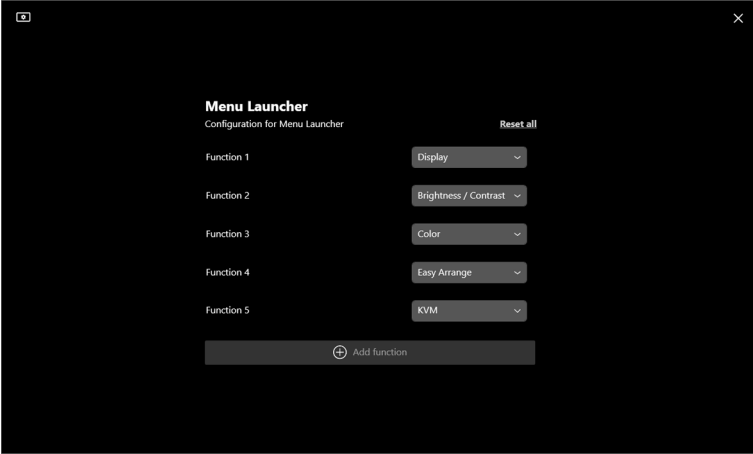 Menu Launcher
Configuration for Menu Launcher Reset all
Function 1 Display
Function 2 Brightness / Contrast
Function 3 Color
Function 4 Easy Arrange
Function 5 KVM
Add function